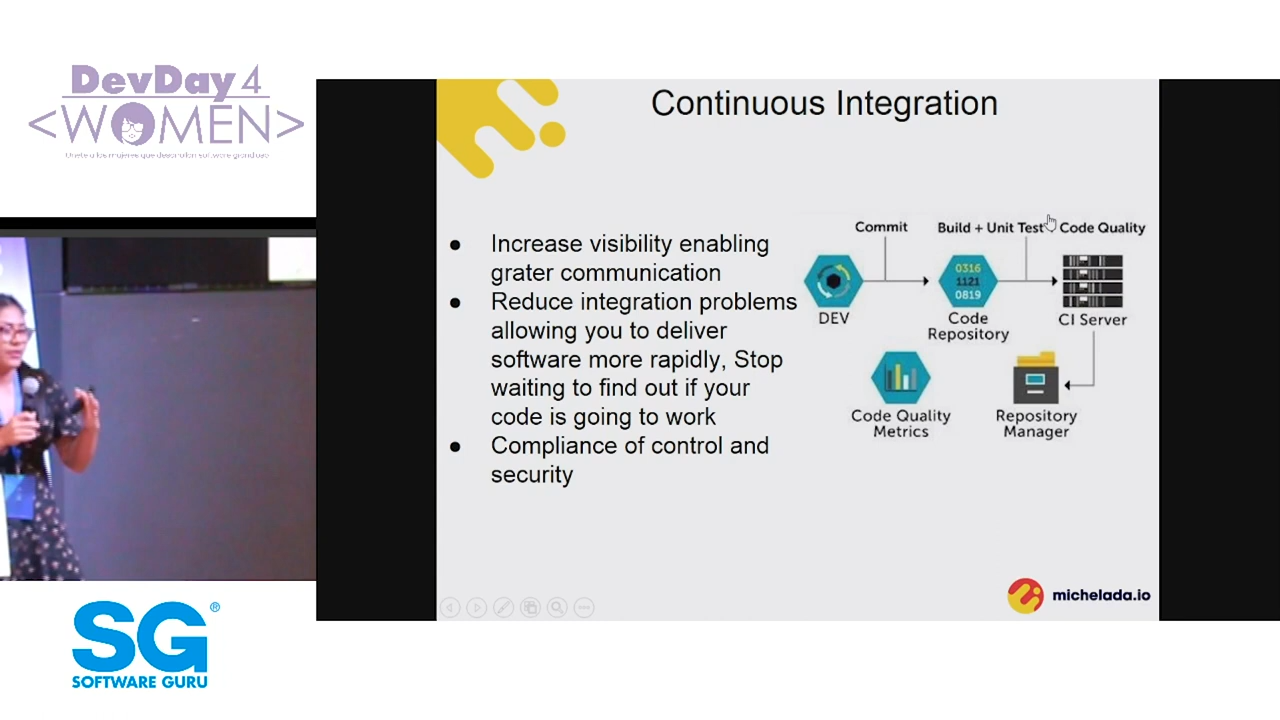 DevDay4
<WOMEN>
Continuous Integration
● Increase visibility enabling
grater communication
● Reduce integration problems
allowing you to deliver
software more rapidly, Stop
waiting to find out if your
code is going to work
● Compliance of control and
security
Commit
Build + Unit Test
Code Quality
0316
1121
0819
DEV
Code
Repository
CI Server
Code Quality
Metrics
Repository
Manager
michelada.io
SG®
SOFTWARE GURU